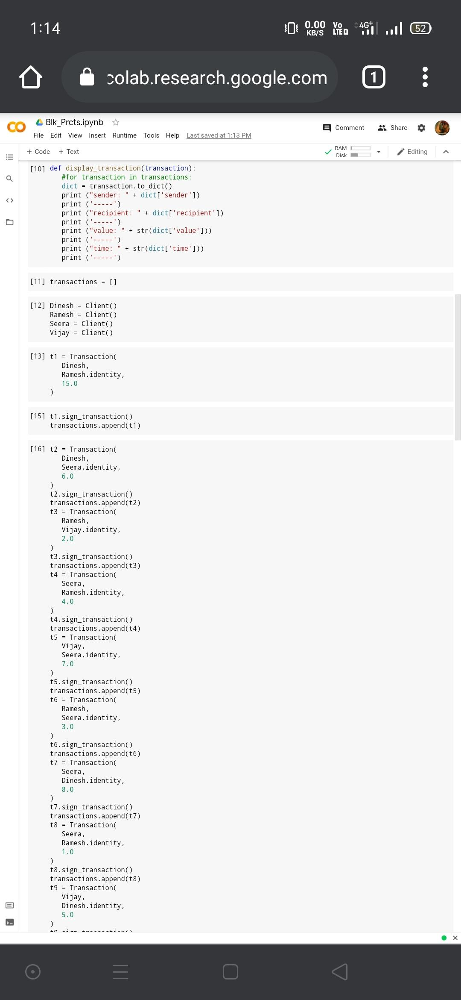 1:14
0.00 KB/S
Vo LTE
4G+
52
colab.research.google.com
1
Blk_Prcts.ipynb
File Edit View Insert Runtime Tools Help Last saved at 1:13 PM
Comment Share
+ Code + Text
RAM
Disk
Editing
[10] def display_transaction(transaction):
#for transaction in transactions:
dict = transaction.to_dict()
print ("sender: " + dict['sender'])
print ('-----')
print ("recipient: " + dict['recipient'])
print ('-----')
print ("value: " + str(dict['value']))
print ('-----')
print ("time: " + str(dict['time']))
print ('-----')
[11] transactions = []
[12] Dinesh = Client()
Ramesh = Client()
Seema = Client()
Vijay = Client()
[13] t1 = Transaction(
Dinesh,
Ramesh.identity,
15.0
)
[15] t1.sign_transaction()
transactions.append(t1)
[16] t2 = Transaction(
Dinesh,
Seema.identity,
6.0
)
t2.sign_transaction()
transactions.append(t2)
t3 = Transaction(
Ramesh,
Vijay.identity,
2.0
)
t3.sign_transaction()
transactions.append(t3)
t4 = Transaction(
Seema,
Ramesh.identity,
4.0
)
t4.sign_transaction()
transactions.append(t4)
t5 = Transaction(
Vijay,
Seema.identity,
7.0
)
t5.sign_transaction()
transactions.append(t5)
t6 = Transaction(
Ramesh,
Seema.identity,
3.0
)
t6.sign_transaction()
transactions.append(t6)
t7 = Transaction(
Seema,
Dinesh.identity,
8.0
)
t7.sign_transaction()
transactions.append(t7)
t8 = Transaction(
Seema,
Ramesh.identity,
1.0
)
t8.sign_transaction()
transactions.append(t8)
t9 = Transaction(
Vijay,
Dinesh.identity,
5.0
)